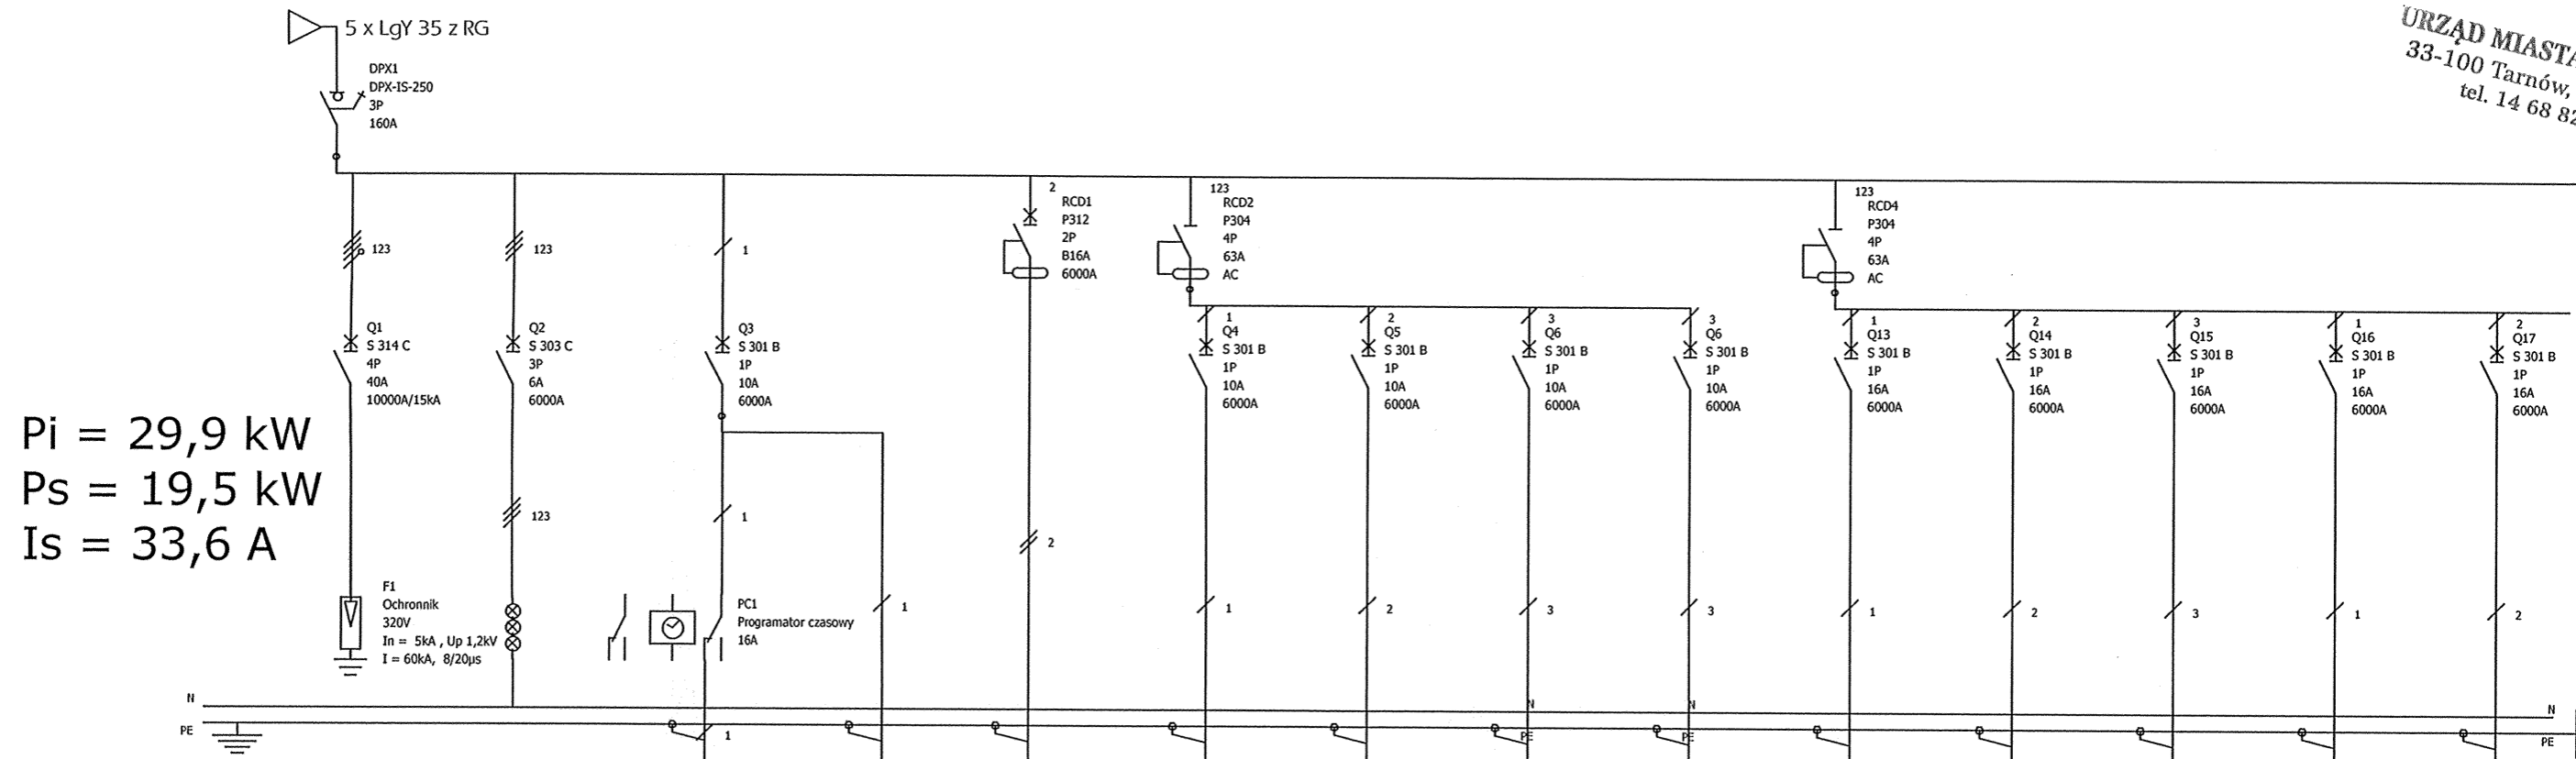 5 x LgY 35 z RG
URZĄD MIASTA
33-100 Tarnów,
tel. 14 68 82
DPX1
DPX-IS-250
3P
160A
123
123
1
2
RCD1
P312
2P
B16A
6000A
123
RCD2
P304
4P
63A
AC
123
RCD4
P304
4P
63A
AC
Q1
S 314 C
4P
40A
10000A/15kA
Q2
S 303 C
3P
6A
6000A
Q3
S 301 B
1P
10A
6000A
1
Q4
S 301 B
1P
10A
6000A
2
Q5
S 301 B
1P
10A
6000A
3
Q6
S 301 B
1P
10A
6000A
3
Q6
S 301 B
1P
10A
6000A
1
Q13
S 301 B
1P
16A
6000A
2
Q14
S 301 B
1P
16A
6000A
3
Q15
S 301 B
1P
16A
6000A
1
Q16
S 301 B
1P
16A
6000A
2
Q17
S 301 B
1P
16A
6000A
Pi = 29,9 kW
Ps = 19,5 kW
Is = 33,6 A
123
1
2
1
1
2
3
3
1
2
3
1
2
F1
Ochronnik
320V
In = 5kA , Up 1,2kV
I = 60kA, 8/20µs
PC1
Programator czasowy
16A
N
N
N
N
PE
1
PE
PE
PE